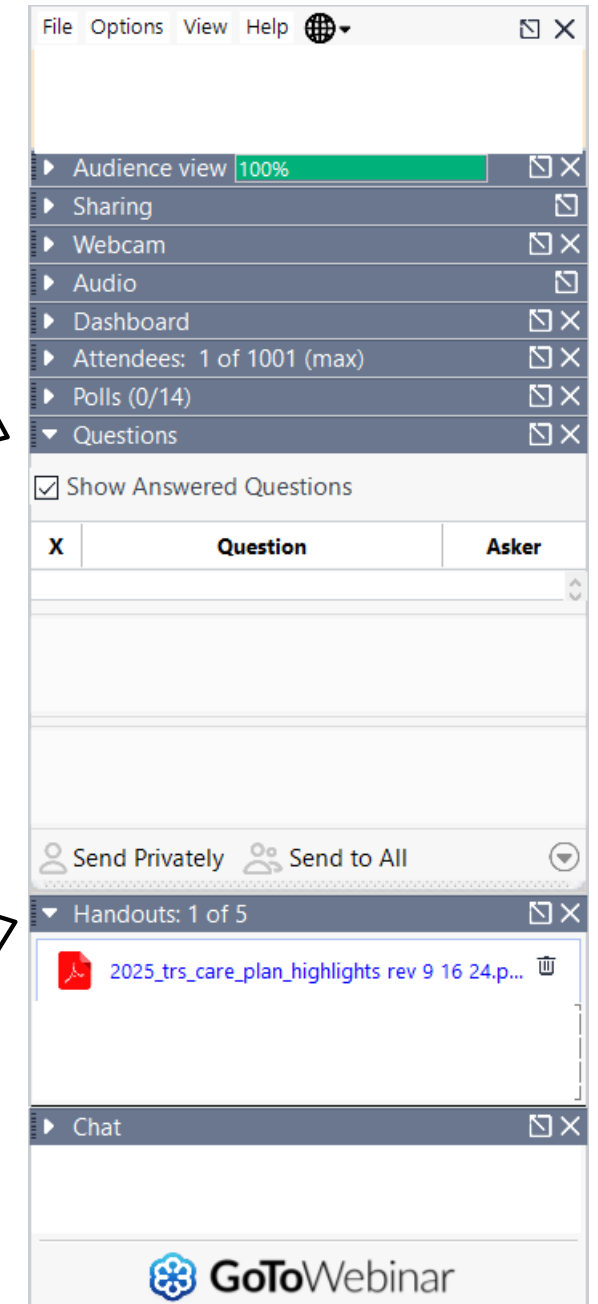 File Options View Help
Audience view 100%
Sharing
Webcam
Audio
Dashboard
Attendees: 1 of 1001 (max)
Polls (0/14)
Questions
Show Answered Questions
X Question Asker
Send Privately Send to All
Handouts: 1 of 5
2025_trs_care_plan_highlights rev 9 16 24.p...
Chat
GoToWebinar